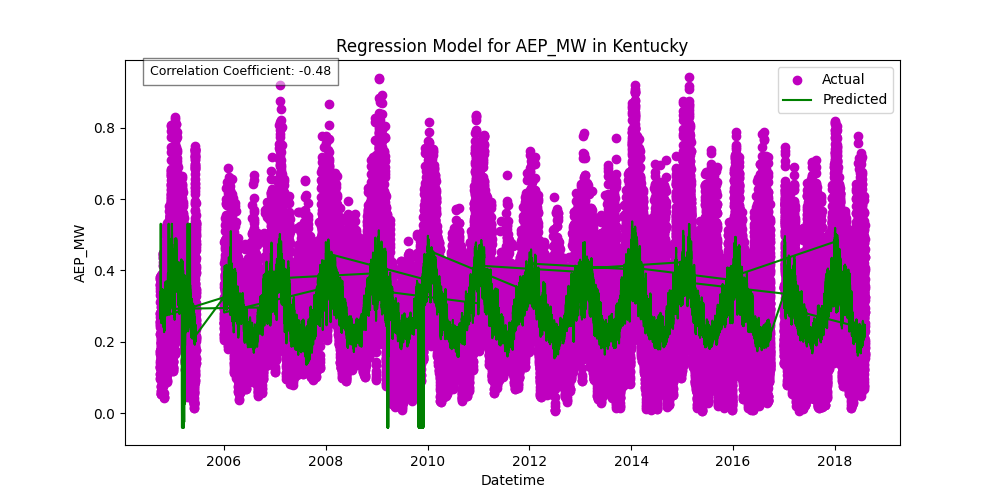 Regression Model for AEP_MW in Kentucky
Correlation Coefficient: -0.48
Actual
Predicted
AEP_MW
0.8
0.6
0.4
0.2
0.0
2006 2008 2010 2012 2014 2016 2018
Datetime